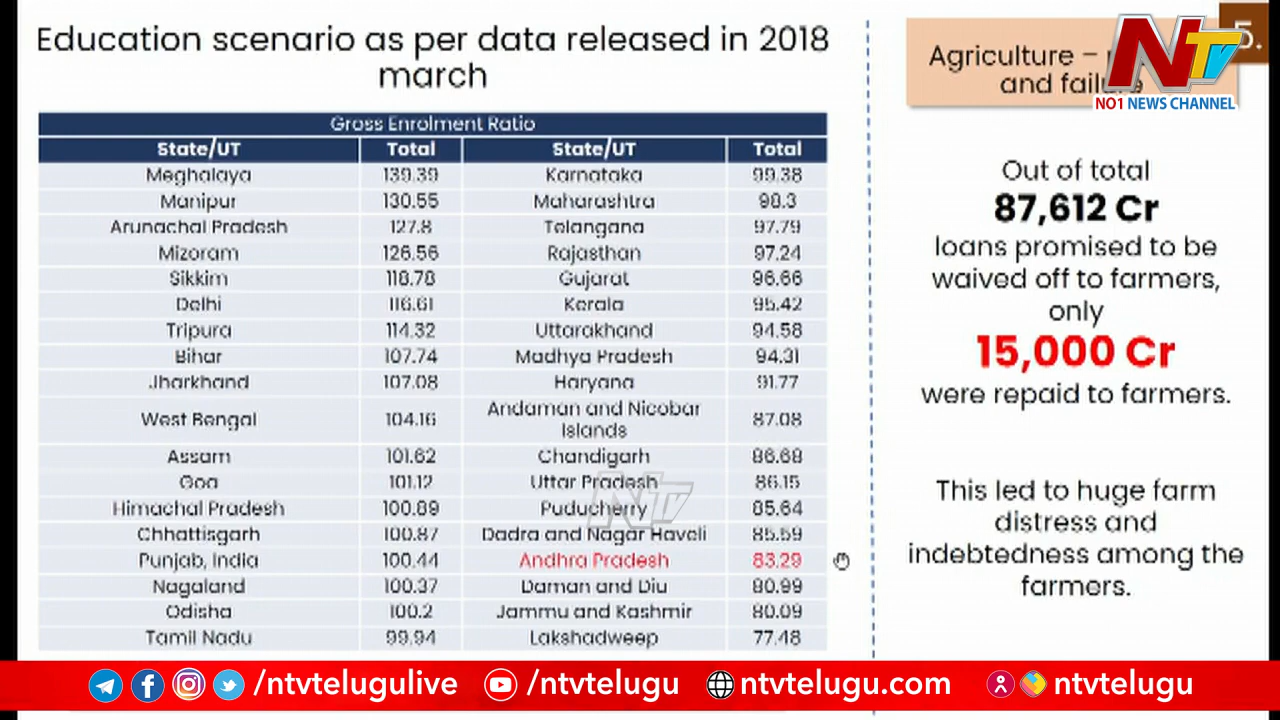 Education scenario as per data released in 2018
march
Gross Enrolment Ratio
State/UT Total State/UT Total
Meghalaya 139.39 Karnataka 99.38
Manipur 130.55 Maharashtra 98.3
Arunachal Pradesh 127.8 Telangana 97.79
Mizoram 126.56 Rajasthan 97.24
Sikkim 118.78 Gujarat 96.66
Delhi 116.61 Kerala 95.42
Tripura 114.32 Uttarakhand 94.58
Bihar 107.74 Madhya Pradesh 94.31
Jharkhand 107.08 Haryana 91.77
West Bengal 104.16 Andaman and Nicobar
Islands 87.08
Assam 101.62 Chandigarh 86.68
Goa 101.12 Uttar Pradesh 86.15
Himachal Pradesh 100.89 Puducherry 85.64
Chhattisgarh 100.87 Dadra and Nagar Haveli 85.59
Punjab, India 100.44 Andhra Pradesh 83.29
Nagaland 100.37 Daman and Diu 80.99
Odisha 100.2 Jammu and Kashmir 80.09
Tamil Nadu 99.94 Lakshadweep 77.48
NTV
5.
Agriculture –
and failure
NTV
NO1 NEWS CHANNEL
Out of total
87,612 Cr
loans promised to be
waived off to farmers,
only
15,000 Cr
were repaid to farmers.
This led to huge farm
distress and
indebtedness among the
farmers.
/ntvtelugulive /ntvtelugu ntvtelugu.com ntvtelugu